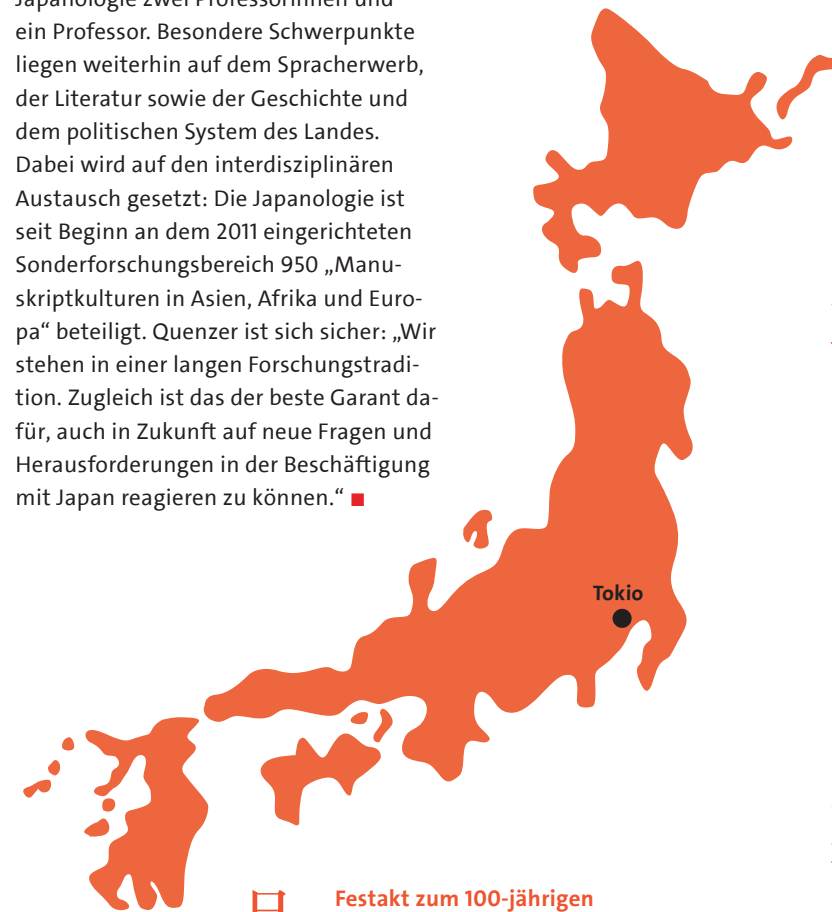 Japanologie zwei Professorinnen und
ein Professor. Besondere Schwerpunkte
liegen weiterhin auf dem Spracherwerb,
der Literatur sowie der Geschichte und
dem politischen System des Landes.
Dabei wird auf den interdisziplinären
Austausch gesetzt: Die Japanologie ist
seit Beginn an dem 2011 eingerichteten
Sonderforschungsbereich 950 „Manu-
skriptkulturen in Asien, Afrika und Euro-
pa“ beteiligt. Quenzer ist sich sicher: „Wir
stehen in einer langen Forschungstradi-
tion. Zugleich ist das der beste Garant da-
für, auch in Zukunft auf neue Fragen und
Herausforderungen in der Beschäftigung
mit Japan reagieren zu können.“
Tokio
Festakt zum 100-jährigen